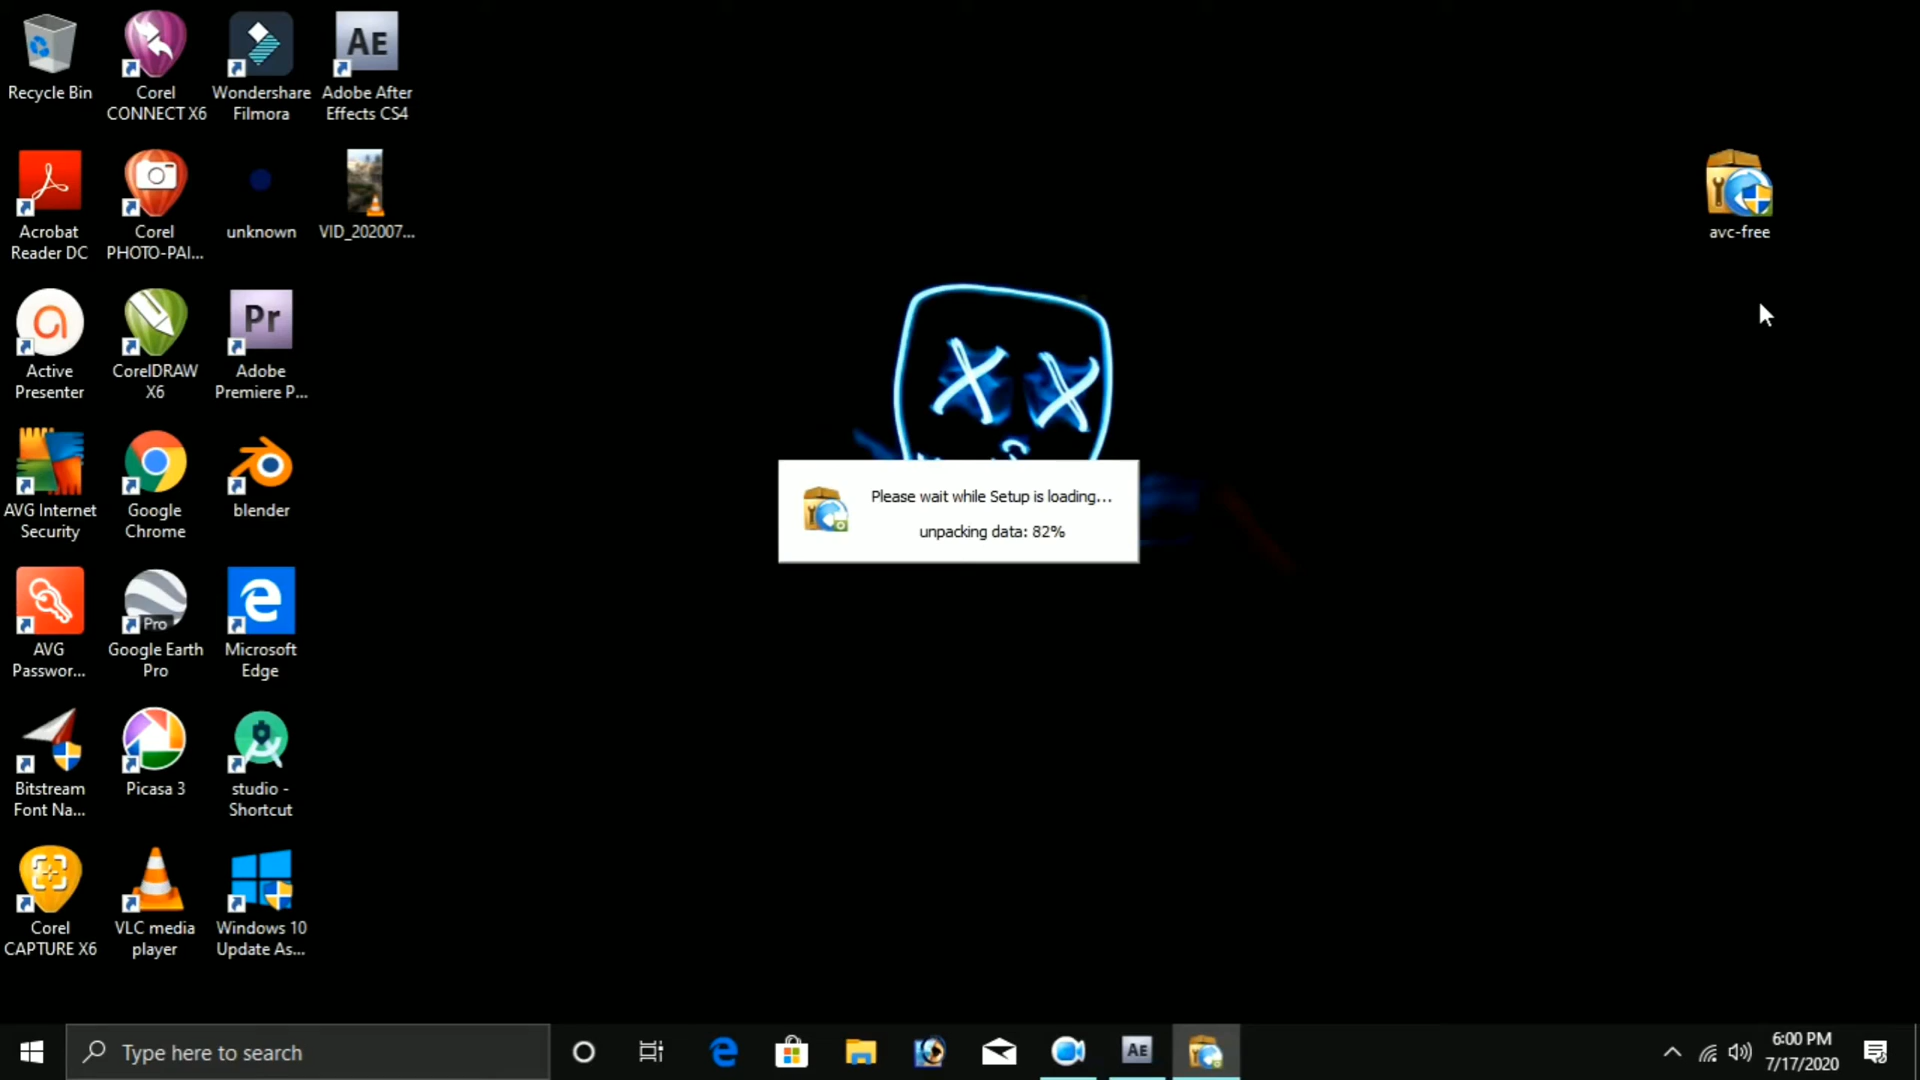 Recycle Bin
Corel
CONNECT X6
Wondershare
Filmora
AE
Adobe After
Effects CS4
Acrobat
Reader DC
Corel
PHOTO-PAI...
unknown
VID_202007...
avc-free
Active
Presenter
CorelDRAW
X6
Pr
Adobe
Premiere P...
AVG Internet
Security
Google
Chrome
blender
Please wait while Setup is loading...
unpacking data: 82%
AVG
Passwor...
Pro
Google Earth
Pro
Microsoft
Edge
Bitstream
Font Na...
Picasa 3
studio -
Shortcut
Corel
CAPTURE X6
VLC media
player
Windows 10
Update As...
Type here to search
AE
6:00 PM
7/17/2020